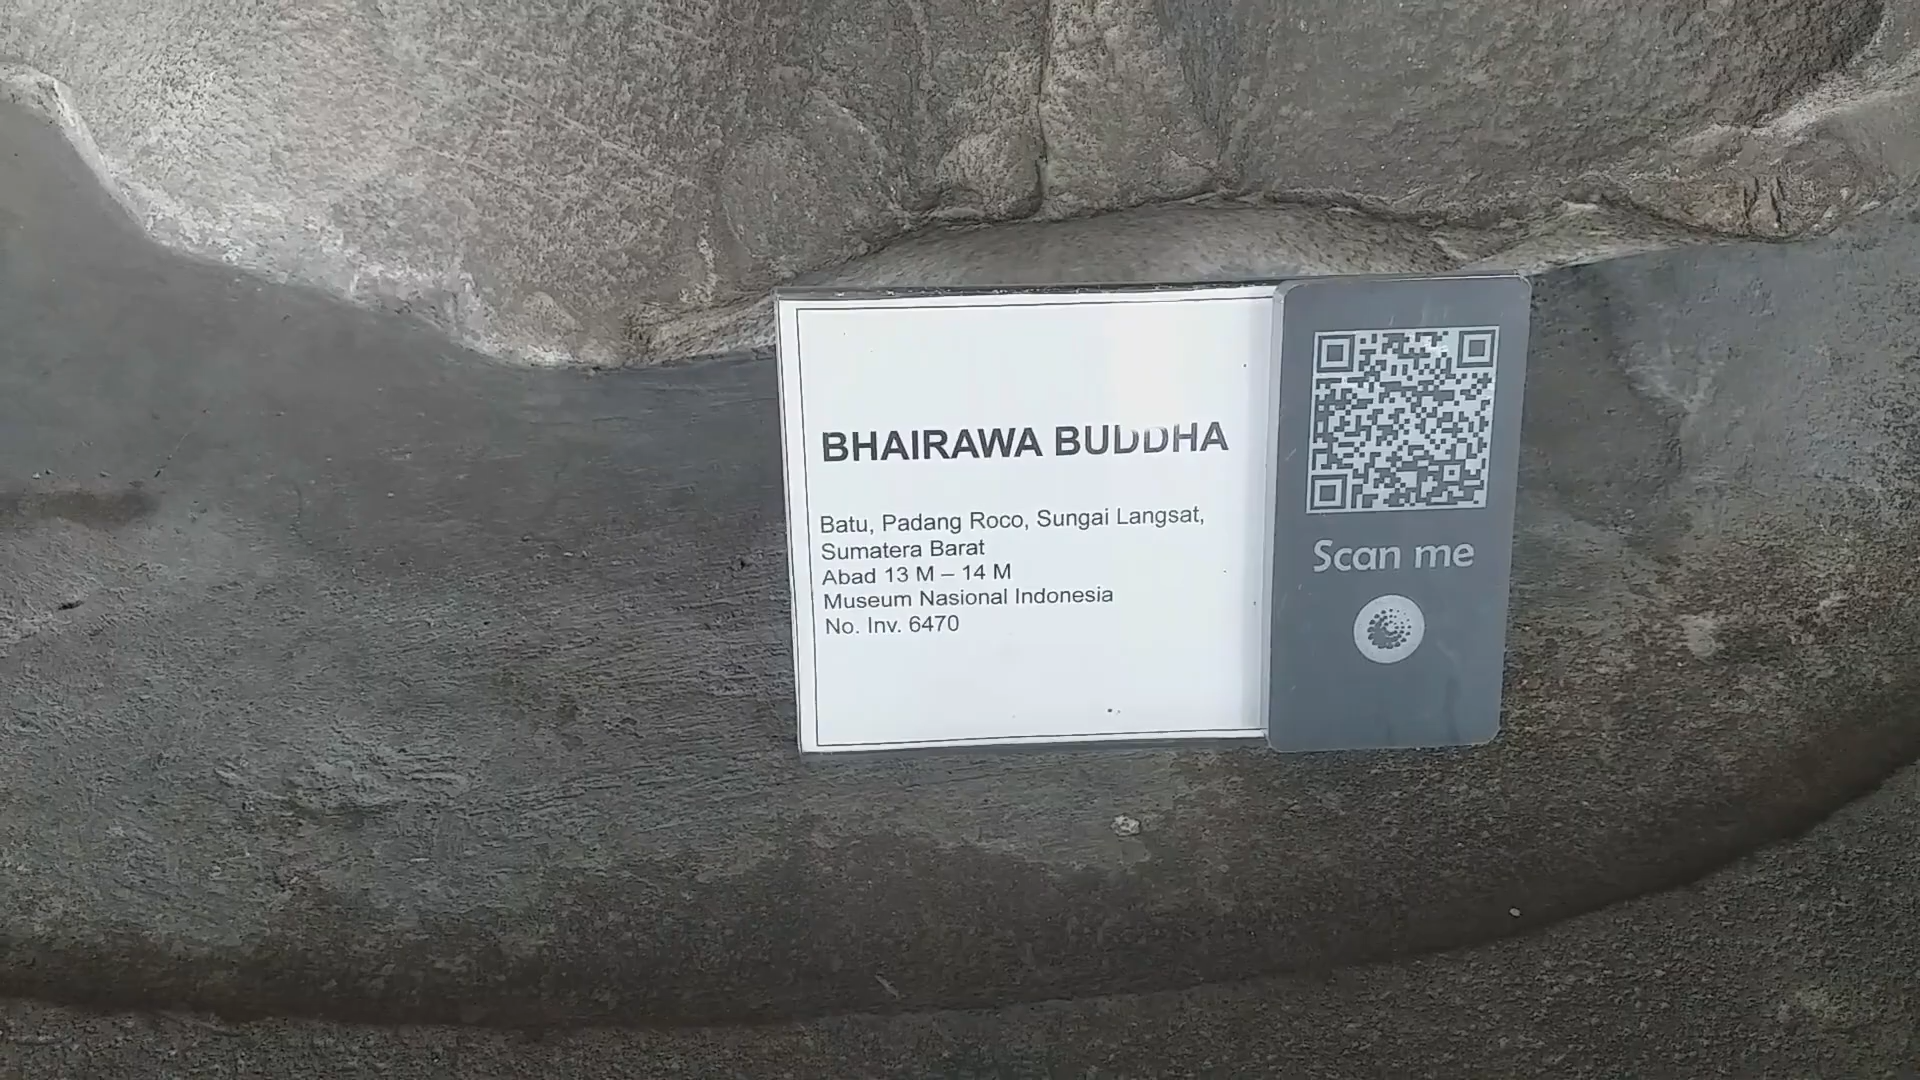 BHAIRAWA BUDDHA
Batu, Padang Roco, Sungai Langsat,
Sumatera Barat
Abad 13 M – 14 M
Museum Nasional Indonesia
No. Inv. 6470
Scan me